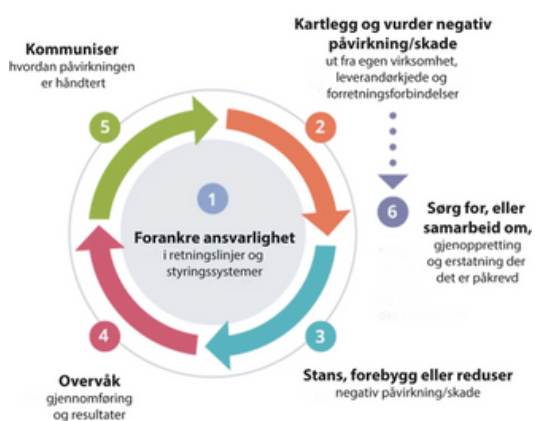 1
Forankre ansvarlighet
i retningslinjer og
styringssystemer
2
Kartlegg og vurder negativ
påvirkning/skade
ut fra egen virksomhet,
leverandørkjede og
forretningsforbindelser
3
Stans, forebygg eller reduser
negativ påvirkning/skade
4
Overvåk
gjennomføring
og resultater
5
Kommuniser
hvordan påvirkningen
er håndtert
6
Sørg for, eller
samarbeid om,
gjenoppretting
og erstatning der
det er påkrevd